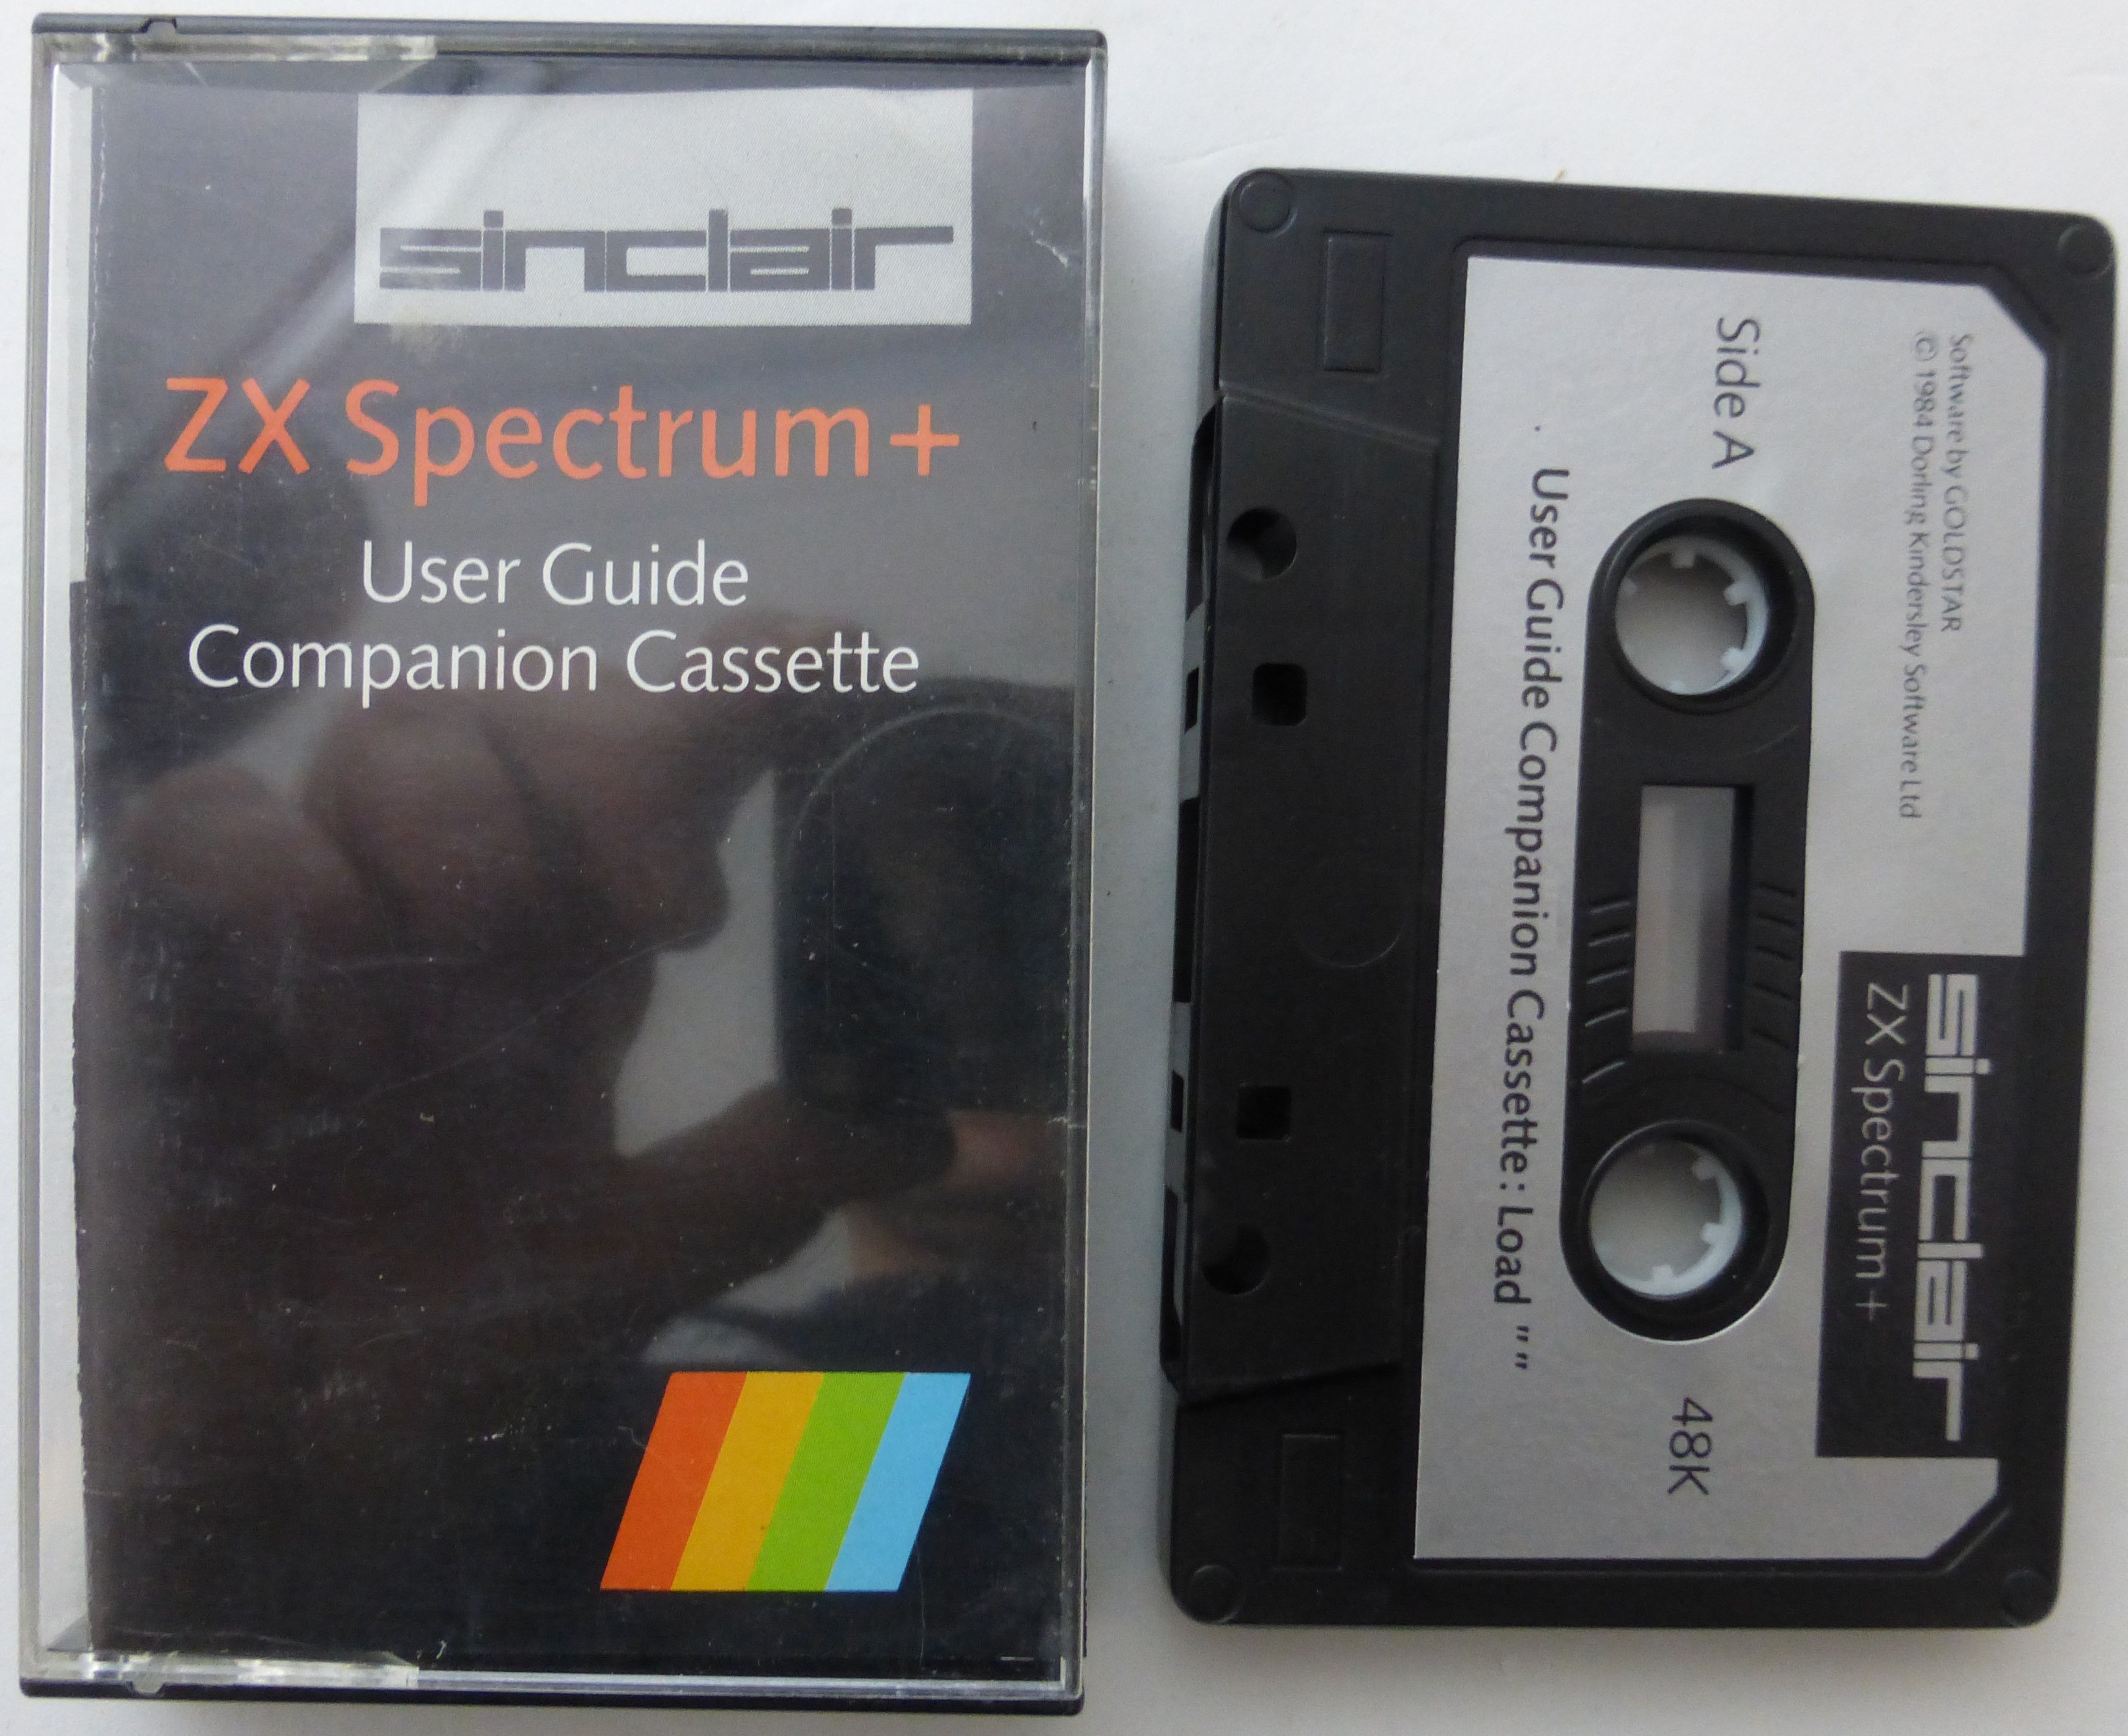 sinclair
ZX Spectrum+
User Guide
Companion Cassette
sinclair
ZX Spectrum+
Software by GOLDSTAR
© 1984 Dorling Kindersley Software Ltd
Side A
48K
User Guide Companion Cassette: Load ""